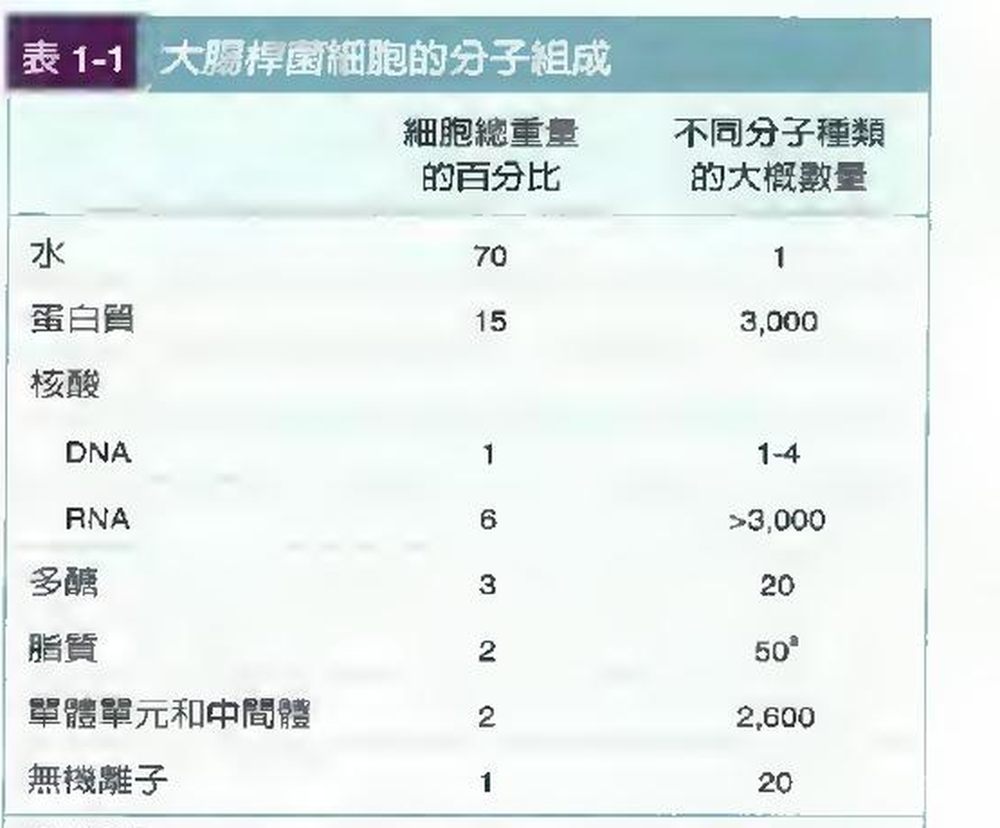 表 1-1 大腸桿菌細胞的分子組成
細胞總重量 不同分子種類
的百分比 的大概數量
水 70 1
蛋白質 15 3,000
核酸
DNA 1 1-4
RNA 6 >3,000
多醣 3 20
脂質 2 50ª
單體單元和中間體 2 2,600
無機離子 1 20